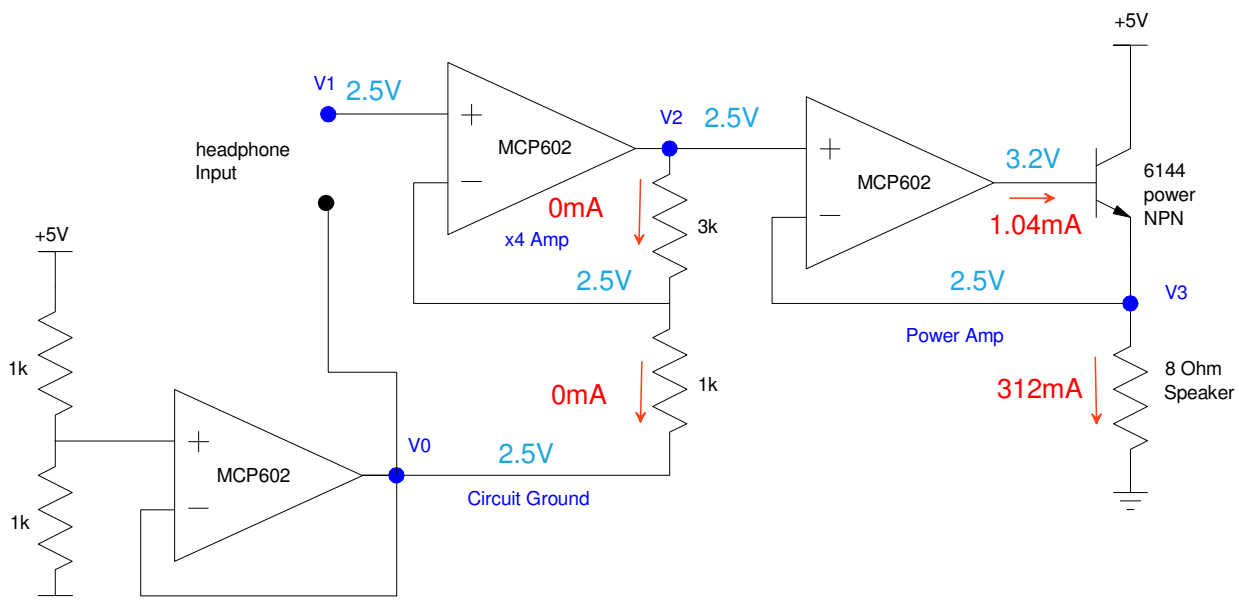 +5V
V1
2.5V
V2
2.5V
+
MCP602
−
headphone
Input
+
MCP602
−
3.2V
1.04mA
6144
power
NPN
0mA
x4 Amp
3k
+5V
2.5V
2.5V
V3
Power Amp
1k
0mA
1k
312mA
8 Ohm
Speaker
+
MCP602
−
V0
2.5V
Circuit Ground
1k